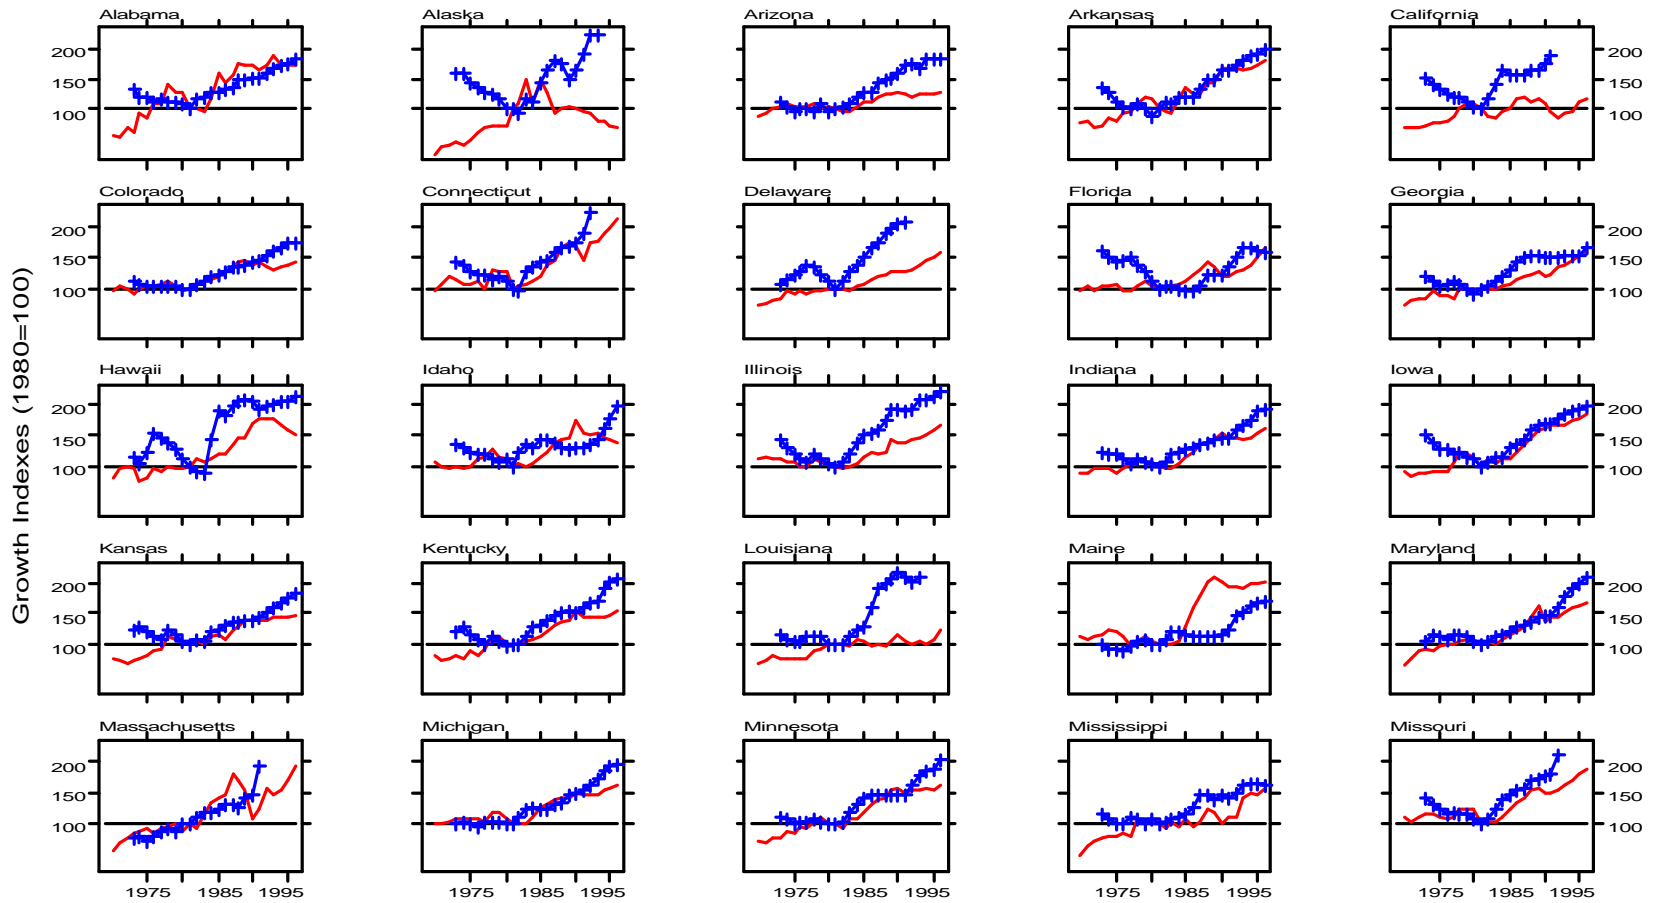 Growth Indexes (1980=100)
Alabama Alaska Arizona Arkansas California
200 200
150 150
100 100
Colorado Connecticut Delaware Florida Georgia
200 200
150 150
100 100
Hawaii Idaho Illinois Indiana Iowa
200 200
150 150
100 100
Kansas Kentucky Louisiana Maine Maryland
200 200
150 150
100 100
Massachusetts Michigan Minnesota Mississippi Missouri
200 200
150 150
100 100
1975 1985 1995 1975 1985 1995 1975 1985 1995 1975 1985 1995 1975 1985 1995